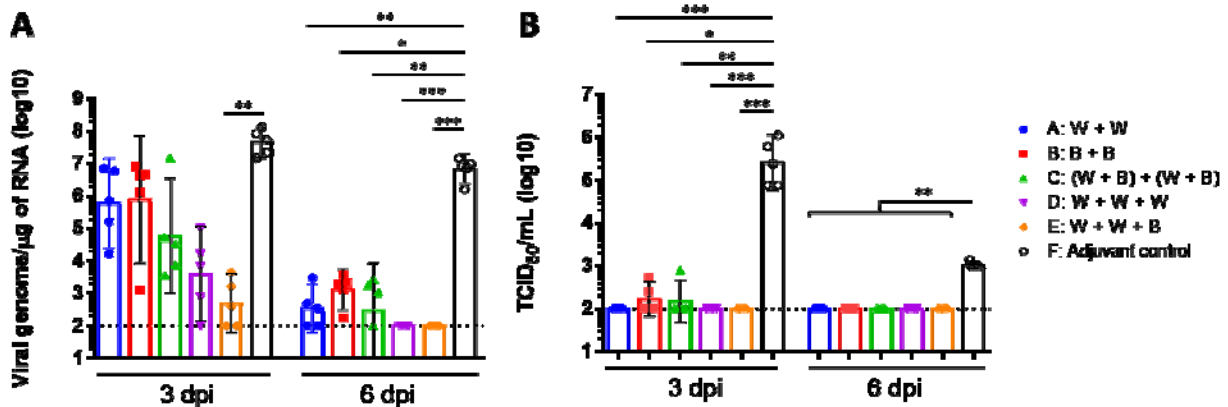 A
Viral genome/µg of RNA (log10)
9
8
7
6
5
4
3
2
1
**
**
*
**
***
***
3 dpi
6 dpi
B
TCID50/mL (log10)
7
6
5
4
3
2
1
***
*
**
***
***
**
3 dpi
6 dpi
A: W + W
B: B + B
C: (W + B) + (W + B)
D: W + W + W
E: W + W + B
F: Adjuvant control